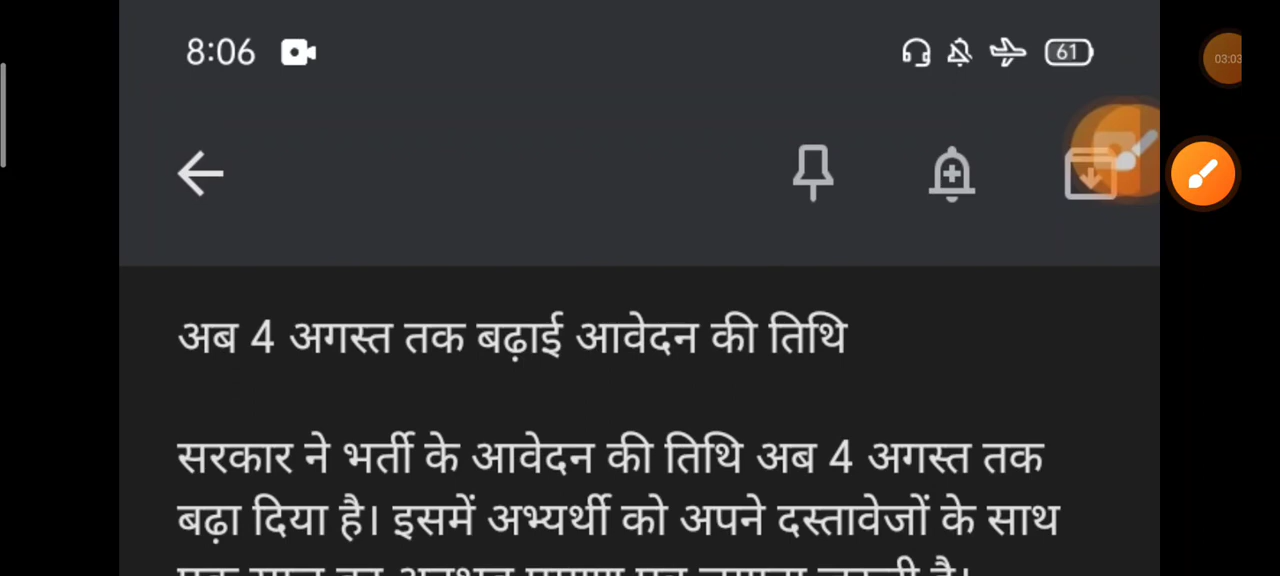 8:06
61
03:03
अब 4 अगस्त तक बढ़ाई आवेदन की तिथि
सरकार ने भर्ती के आवेदन की तिथि अब 4 अगस्त तक
बढ़ा दिया है। इसमें अभ्यर्थी को अपने दस्तावेजों के साथ